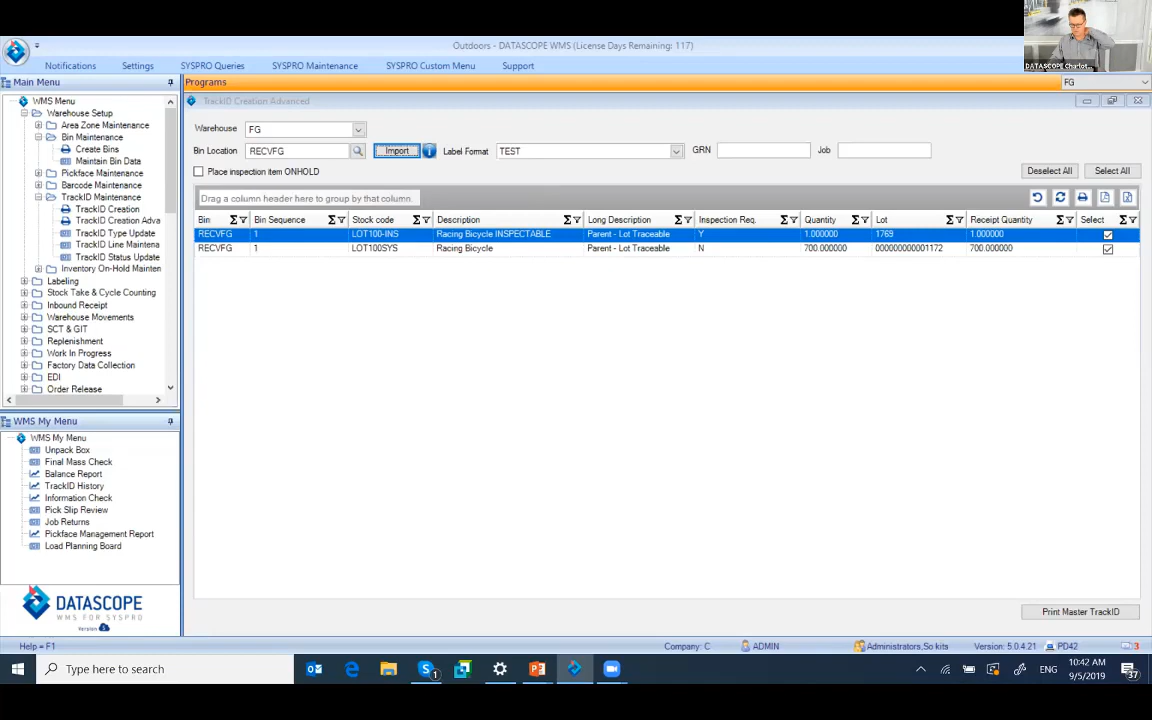 DATASCOPE Charlot...
Outdoors - DATASCOPE WMS (License Days Remaining: 117)
Notifications Settings SYSPRO Queries SYSPRO Maintenance SYSPRO Custom Menu Support
Main Menu
Programs
FG
WMS Menu
Warehouse Setup
Area Zone Maintenance
Bin Maintenance
Create Bins
Maintain Bin Data
Pickface Maintenance
Barcode Maintenance
TrackID Maintenance
TrackID Creation
TrackID Creation Adva
TrackID Type Update
TrackID Line Maintena
TrackID Status Update
Inventory On-Hold Mainten
Labeling
Stock Take & Cycle Counting
Inbound Receipt
Warehouse Movements
SCT & GIT
Replenishment
Work In Progress
Factory Data Collection
EDI
Order Release
WMS My Menu
WMS My Menu
Unpack Box
Final Mass Check
Balance Report
TrackID History
Information Check
Pick Slip Review
Job Returns
Pickface Management Report
Load Planning Board
DATASCOPE
WMS FOR SYSPRO
Version 5
TrackID Creation Advanced
Warehouse FG
Bin Location RECVFG Import Label Format TEST GRN Job
Place inspection item ONHOLD Deselect All Select All
Drag a column header here to group by that column.
Bin Bin Sequence Stock code Description Long Description Inspection Req. Quantity Lot Receipt Quantity Select
RECVFG 1 LOT100-INS Racing Bicycle INSPECTABLE Parent - Lot Traceable Y 1.000000 1769 1.000000
RECVFG 1 LOT100SYS Racing Bicycle Parent - Lot Traceable N 700.000000 000000000001172 700.000000
Print Master TrackID
Help = F1 Company: C ADMIN Administrators,So kits Version: 5.0.4.21 PD42 3
Type here to search
ENG
10:42 AM
9/5/2019
37